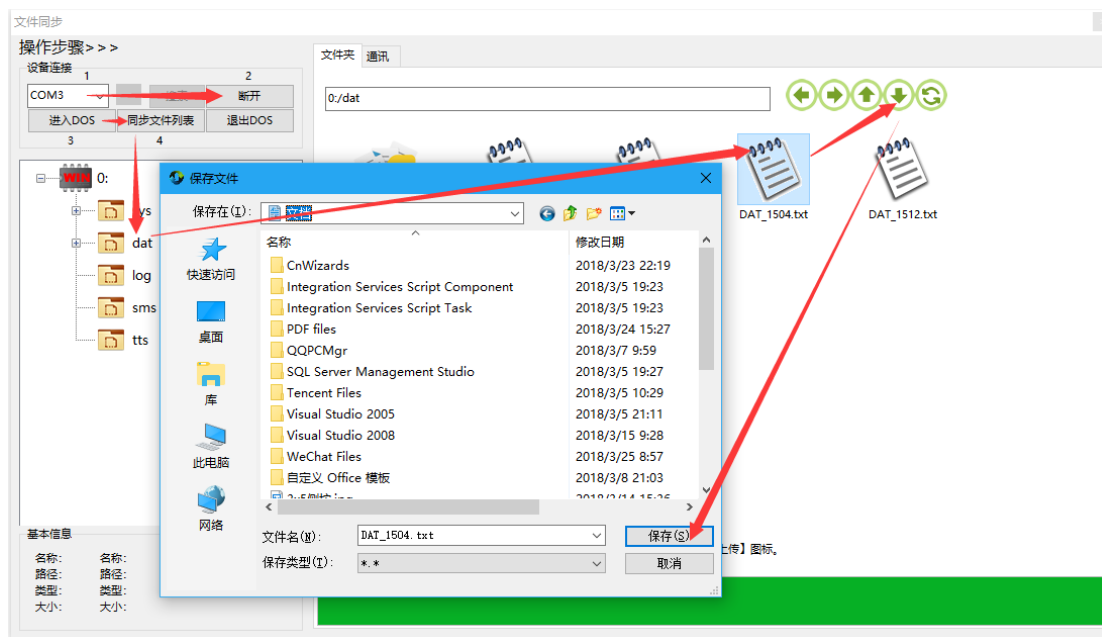 文件同步
操作步骤>>>
设备连接
1
2
COM3
断开
进入DOS
同步文件列表
退出DOS
3
4
文件夹
通讯
0:/dat
DAT_1504.txt
DAT_1512.txt
WIN
0:
dat
log
sms
tts
保存文件
保存在(I):
文档
快速访问
桌面
库
此电脑
网络
名称
修改日期
CnWizards
2018/3/23 22:19
Integration Services Script Component
2018/3/5 19:23
Integration Services Script Task
2018/3/5 19:23
PDF files
2018/3/24 15:27
QQPCMgr
2018/3/7 9:59
SQL Server Management Studio
2018/3/5 19:27
Tencent Files
2018/3/5 10:29
Visual Studio 2005
2018/3/5 21:11
Visual Studio 2008
2018/3/15 9:28
WeChat Files
2018/3/25 8:57
自定义 Office 模板
2018/3/8 21:03
文件名(N):
DAT_1504.txt
保存(S)
保存类型(T):
*.*
取消
上传】图标。
基本信息
名称:
名称:
路径:
路径:
类型:
类型:
大小:
大小: